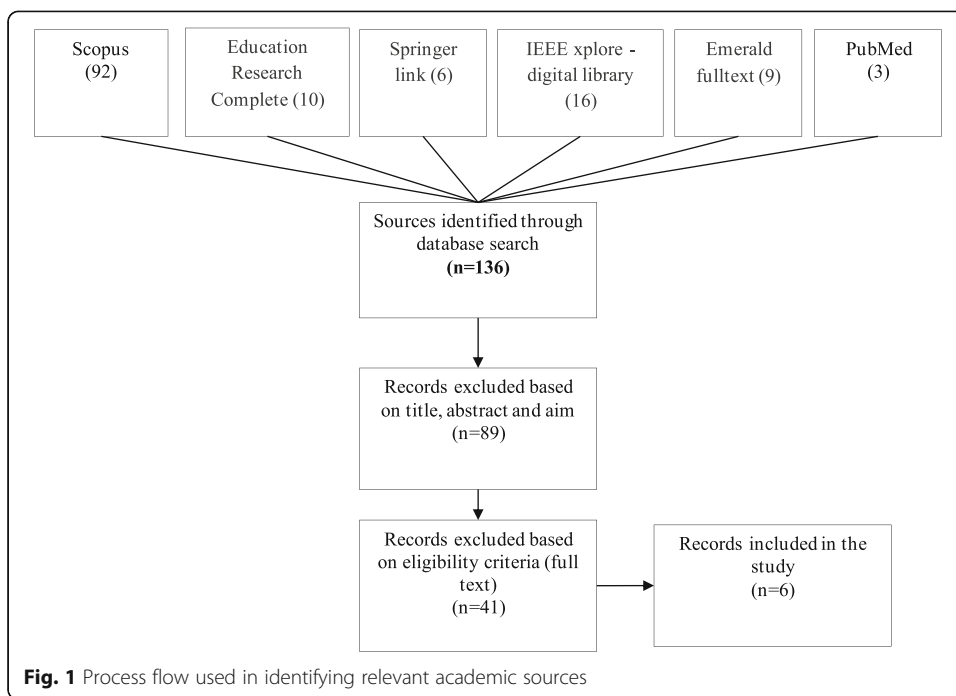 Scopus
(92)
Education
Research
Complete (10)
Springer
link (6)
IEEE xplore -
digital library
(16)
Emerald
fulltext (9)
PubMed
(3)
Sources identified through
database search
(n=136)
Records excluded based
on title, abstract and aim
(n=89)
Records excluded based
on eligibility criteria (full
text)
(n=41)
Records included in the
study
(n=6)
Fig. 1 Process flow used in identifying relevant academic sources